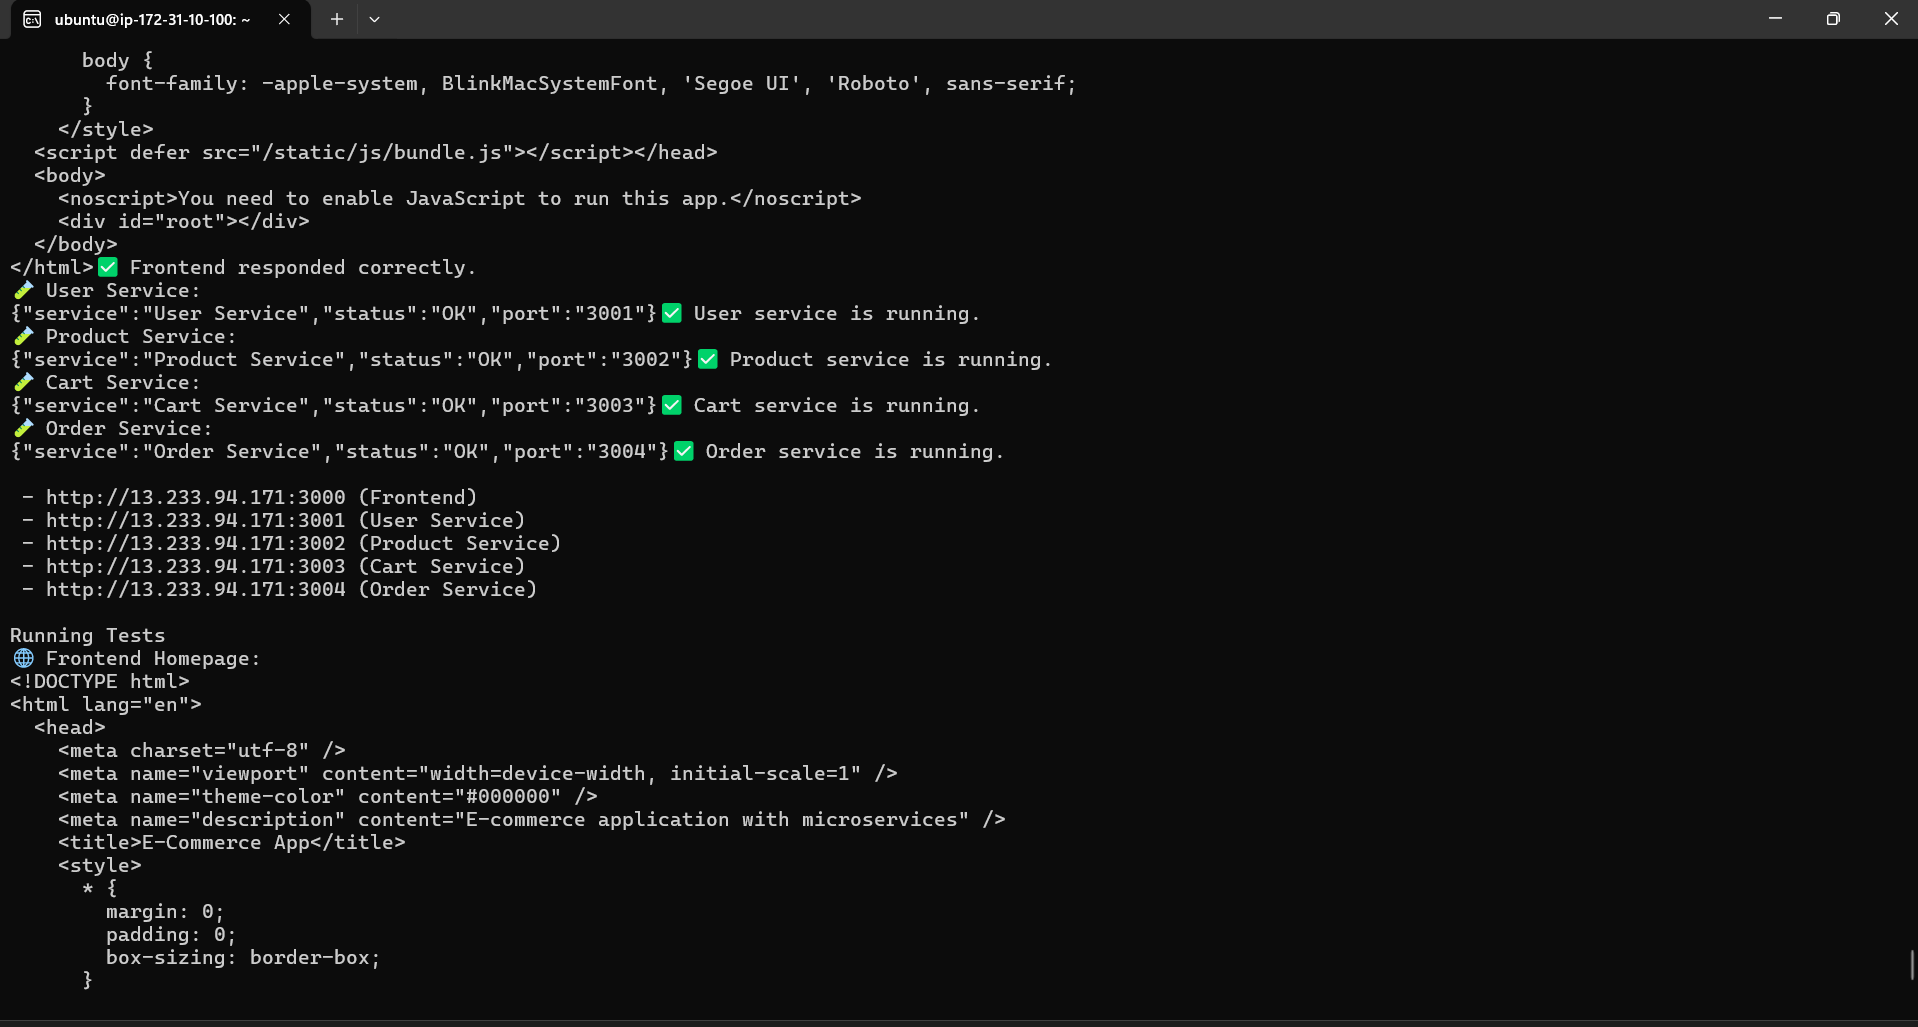 ubuntu@ip-172-31-10-100: ~
body {
font-family: -apple-system, BlinkMacSystemFont, 'Segoe UI', 'Roboto', sans-serif;
}
</style>
<script defer src="/static/js/bundle.js"></script></head>
<body>
<noscript>You need to enable JavaScript to run this app.</noscript>
<div id="root"></div>
</body>
</html>✅ Frontend responded correctly.
🧪 User Service:
{"service":"User Service","status":"OK","port":"3001"}✅ User service is running.
🧪 Product Service:
{"service":"Product Service","status":"OK","port":"3002"}✅ Product service is running.
🧪 Cart Service:
{"service":"Cart Service","status":"OK","port":"3003"}✅ Cart service is running.
🧪 Order Service:
{"service":"Order Service","status":"OK","port":"3004"}✅ Order service is running.
- http://13.233.94.171:3000 (Frontend)
- http://13.233.94.171:3001 (User Service)
- http://13.233.94.171:3002 (Product Service)
- http://13.233.94.171:3003 (Cart Service)
- http://13.233.94.171:3004 (Order Service)
Running Tests
🌐 Frontend Homepage:
<!DOCTYPE html>
<html lang="en">
<head>
<meta charset="utf-8" />
<meta name="viewport" content="width=device-width, initial-scale=1" />
<meta name="theme-color" content="#000000" />
<meta name="description" content="E-commerce application with microservices" />
<title>E-Commerce App</title>
<style>
* {
margin: 0;
padding: 0;
box-sizing: border-box;
}